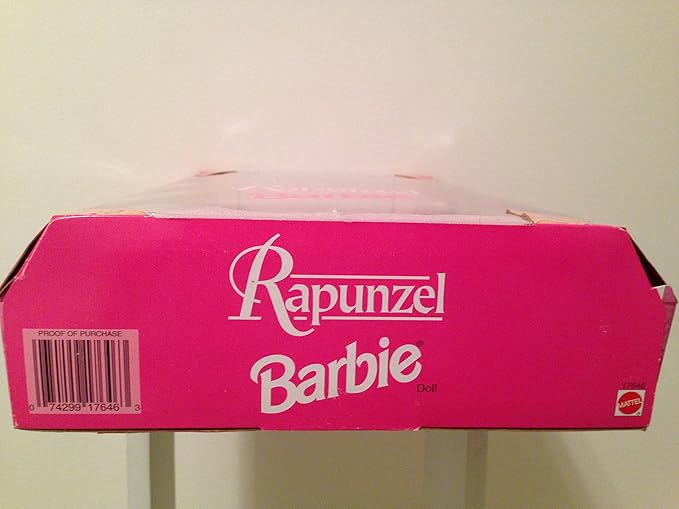 Rapunzel
Barbie®
Doll
PROOF OF PURCHASE
0 74299 17646 3
17646
MATTEL